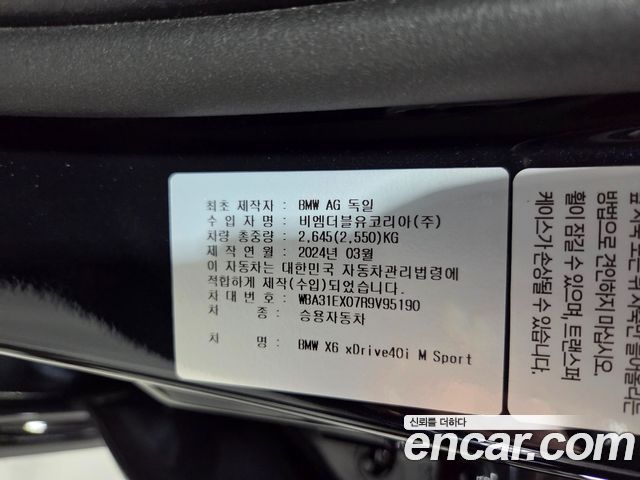 최초 제작자 : BMW AG 독일
수 입 자 명 : 비엠더블유코리아(주)
차량 총중량 : 2,645(2,550)KG
제 작 연 월 : 2024년 03월
이 자동차는 대한민국 자동차관리법령에
적합하게 제작(수입)되었습니다.
차 대 번 호 : WBA31EX07R9V95190
차 종 : 승용자동차
차 명 : BMW X6 xDrive40i M Sport
방법으로 견인하지 마십시오.
휠이 잠길 수 있으며, 트랜스퍼
케이스가 손상될 수 있습니다.
신뢰를 더하다
encar.com